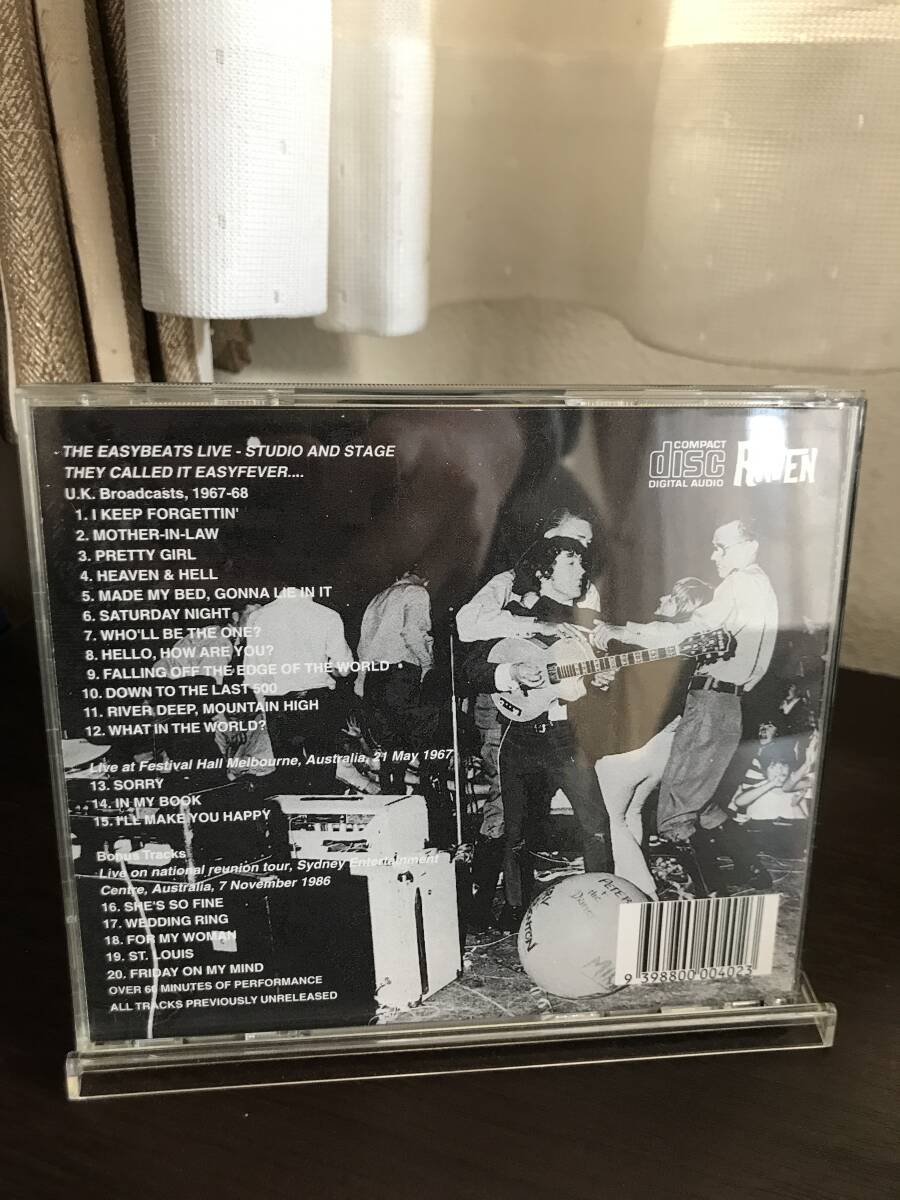 THE EASYBEATS LIVE - STUDIO AND STAGE
THEY CALLED IT EASYFEVER....
U.K. Broadcasts, 1967-68
1. I KEEP FORGETTIN'
2. MOTHER-IN-LAW
3. PRETTY GIRL
4. HEAVEN & HELL
5. MADE MY BED, GONNA LIE IN IT
6. SATURDAY NIGHT
7. WHO'LL BE THE ONE?
8. HELLO, HOW ARE YOU?
9. FALLING OFF THE EDGE OF THE WORLD
10. DOWN TO THE LAST 500
11. RIVER DEEP, MOUNTAIN HIGH
12. WHAT IN THE WORLD?
Live at Festival Hall Melbourne, Australia, 21 May 1967
13. SORRY
14. IN MY BOOK
15. I'LL MAKE YOU HAPPY
Bonus Tracks
Live on national reunion tour, Sydney Entertainment
Centre, Australia, 7 November 1986
16. SHE'S SO FINE
17. WEDDING RING
18. FOR MY WOMAN
19. ST. LOUIS
20. FRIDAY ON MY MIND
OVER 60 MINUTES OF PERFORMANCE
ALL TRACKS PREVIOUSLY UNRELEASED
COMPACT
disc
DIGITAL AUDIO
RAVEN
PETER
the
9 398800 004023